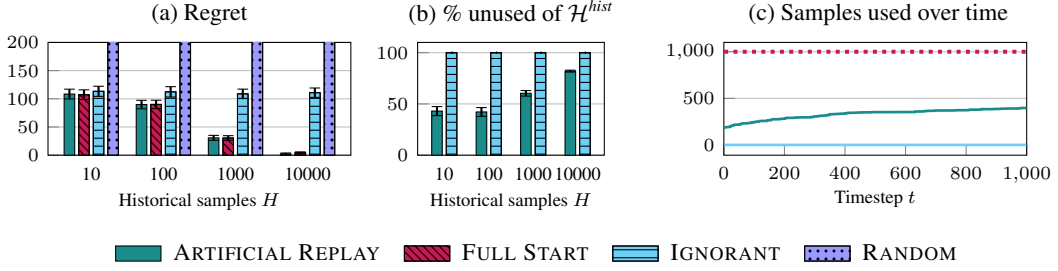 (a) Regret
200
150
100
50
0
10 100 1000 10000
Historical samples H
(b) % unused of H^hist
100
50
0
10 100 1000 10000
Historical samples H
(c) Samples used over time
1,000
500
0
0 200 400 600 800 1,000
Timestep t
ARTIFICIAL REPLAY FULL START IGNORANT RANDOM